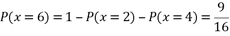 P(x = 6) = 1 − P(x = 2) − P(x = 4) = 9/16